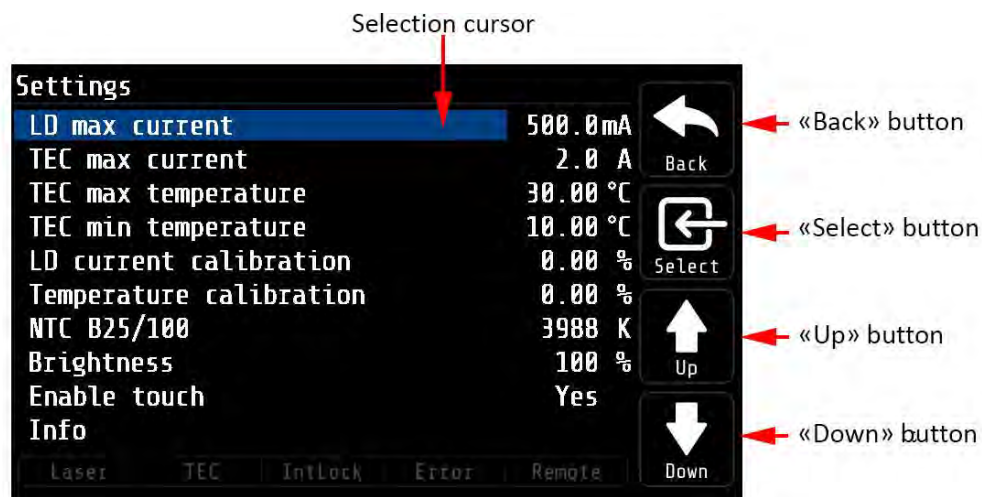 Selection cursor
Settings
LD max current 500.0mA
TEC max current 2.0 A
TEC max temperature 30.00 °C
TEC min temperature 10.00 °C
LD current calibration 0.00 %
Temperature calibration 0.00 %
NTC B25/100 3988 K
Brightness 100 %
Enable touch Yes
Info
Laser TEC IntLock Error Remote
Back
Select
Up
Down
«Back» button
«Select» button
«Up» button
«Down» button